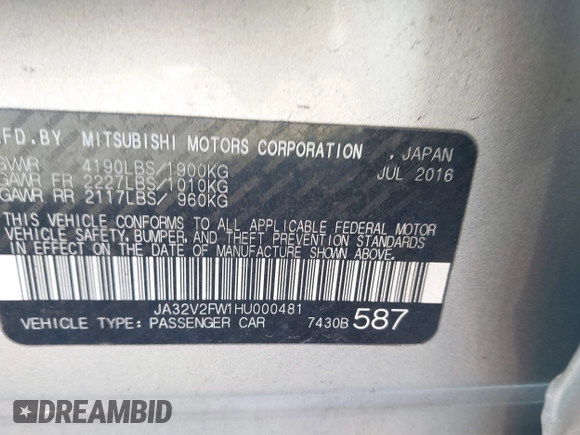 MFD.BY MITSUBISHI MOTORS CORPORATION , JAPAN
GVWR 4190LBS/1900KG JUL 2016
GAWR FR 2227LBS/1010KG
GAWR RR 2117LBS/ 960KG
THIS VEHICLE CONFORMS TO ALL APPLICABLE FEDERAL MOTOR
VEHICLE SAFETY, BUMPER, AND THEFT PREVENTION STANDARDS
IN EFFECT ON THE DATE OF MANUFACTURE SHOWN ABOVE.
JA32V2FW1HU000481
VEHICLE TYPE: PASSENGER CAR 7430B 587
DREAMBID